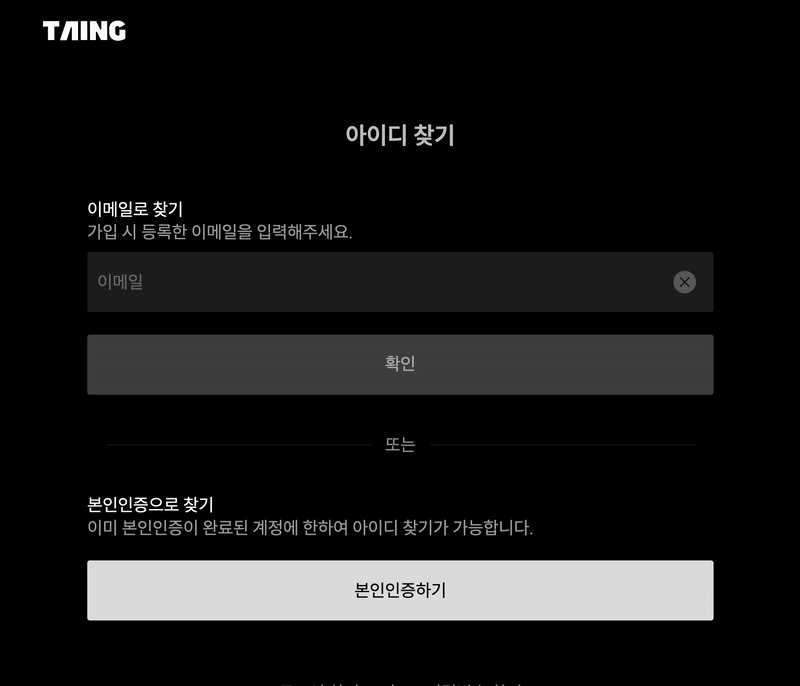 TAING
아이디 찾기
이메일로 찾기
가입 시 등록한 이메일을 입력해주세요.
이메일
확인
또는
본인인증으로 찾기
이미 본인인증이 완료된 계정에 한하여 아이디 찾기가 가능합니다.
본인인증하기